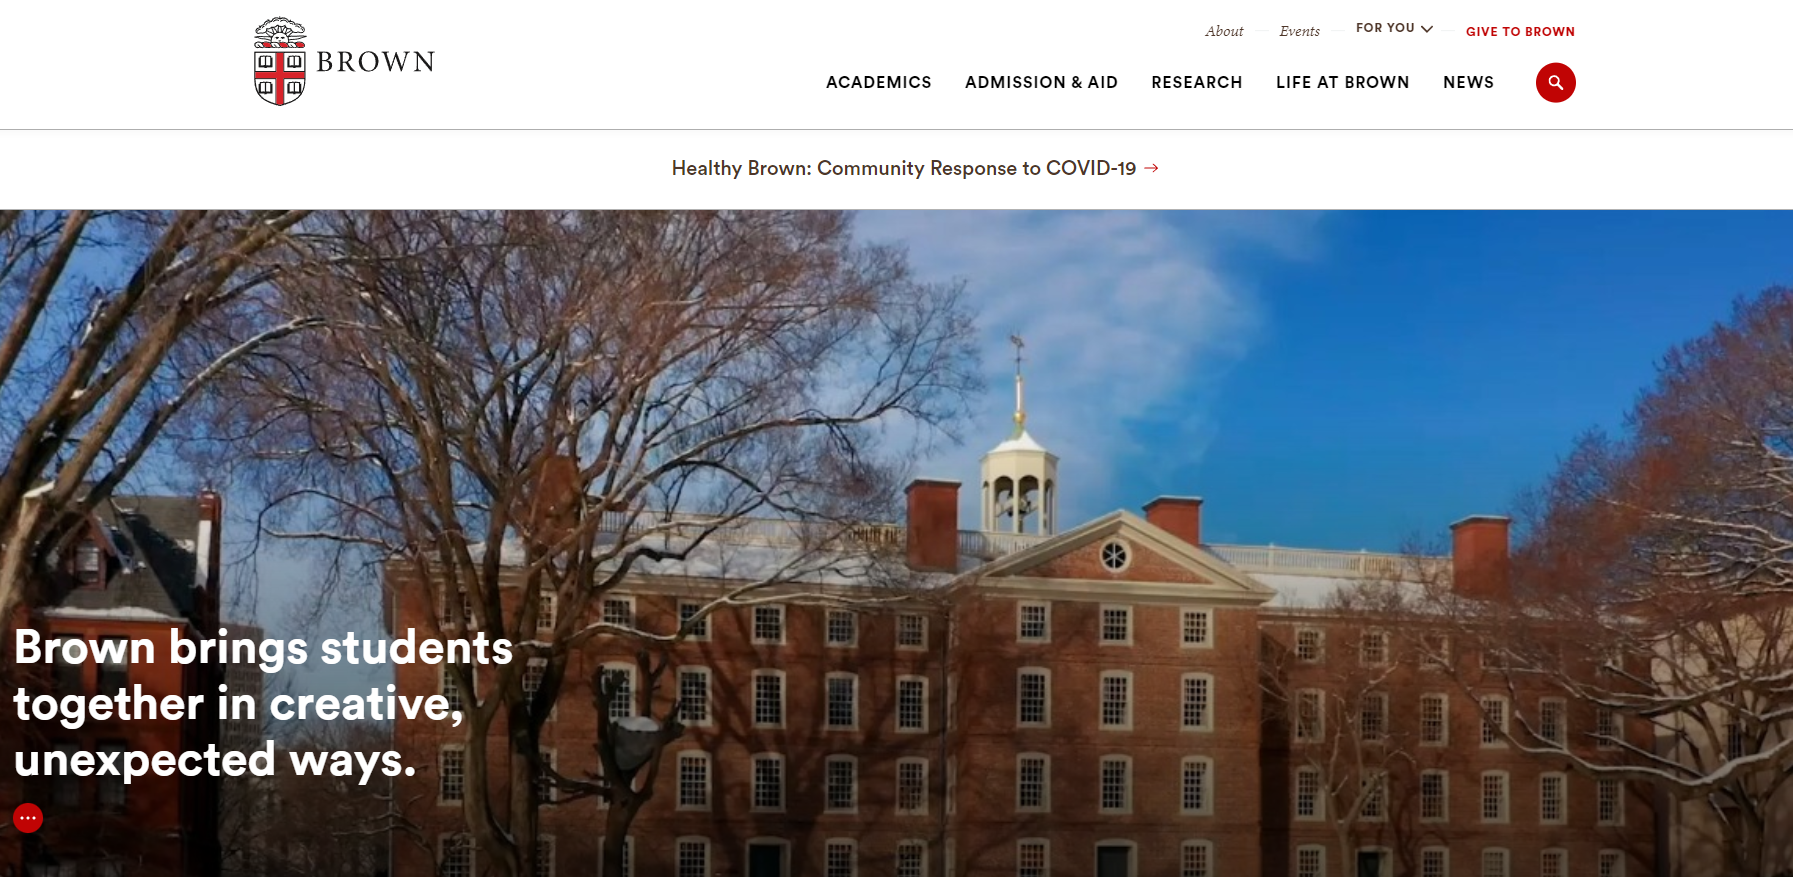 About
Events
FOR YOU
GIVE TO BROWN
BROWN
ACADEMICS
ADMISSION & AID
RESEARCH
LIFE AT BROWN
NEWS
Healthy Brown: Community Response to COVID-19 →
Brown brings students
together in creative,
unexpected ways.